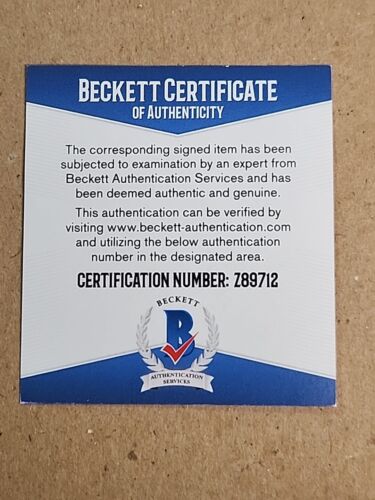 BECKETT CERTIFICATE
OF AUTHENTICITY
The corresponding signed item has been
subjected to examination by an expert from
Beckett Authentication Services and has
been deemed authentic and genuine.
This authentication can be verified by
visiting www.beckett-authentication.com
and utilizing the below authentication
number in the designated area.
CERTIFICATION NUMBER: Z89712
BECKETT
B
AUTHENTICATION
SERVICES